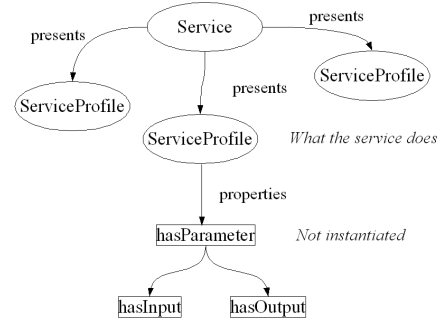 Service
presents
presents
ServiceProfile
ServiceProfile
presents
ServiceProfile
What the service does
properties
hasParameter
Not instantiated
hasInput
hasOutput